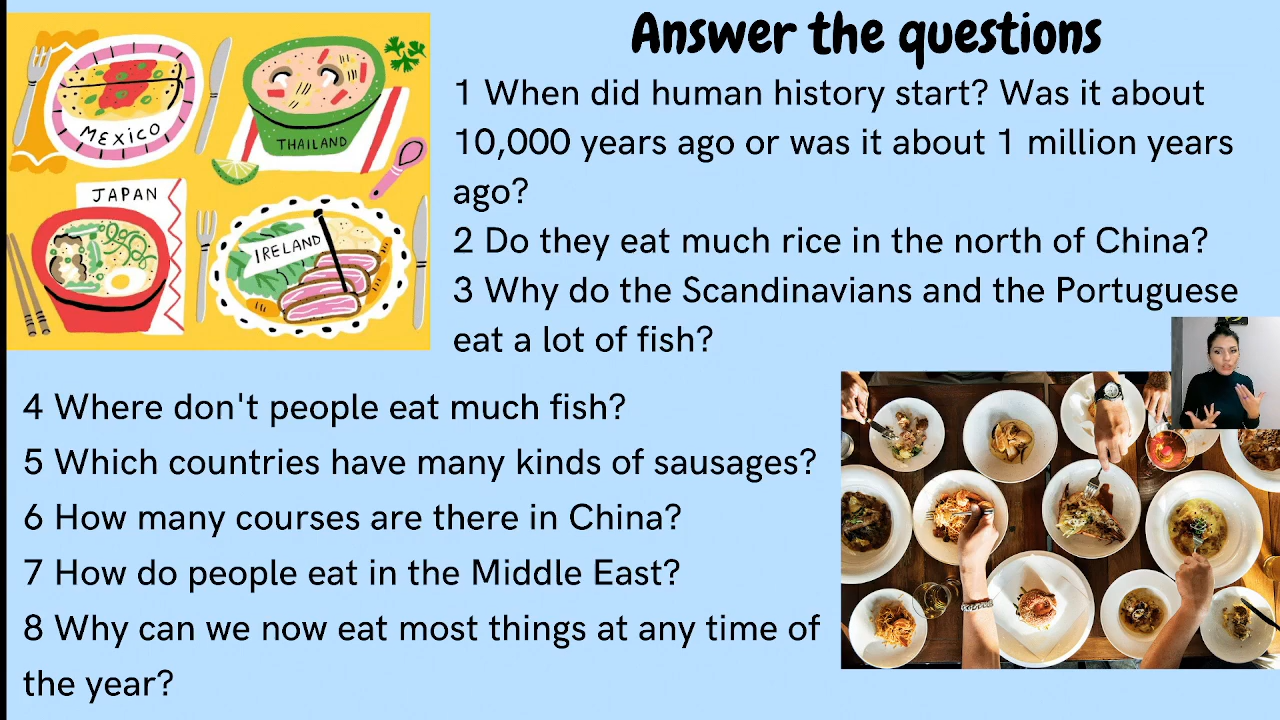 Answer the questions
1 When did human history start? Was it about
10,000 years ago or was it about 1 million years
ago?
2 Do they eat much rice in the north of China?
3 Why do the Scandinavians and the Portuguese
eat a lot of fish?
MEXICO
THAILAND
JAPAN
IRELAND
4 Where don't people eat much fish?
5 Which countries have many kinds of sausages?
6 How many courses are there in China?
7 How do people eat in the Middle East?
8 Why can we now eat most things at any time of
the year?